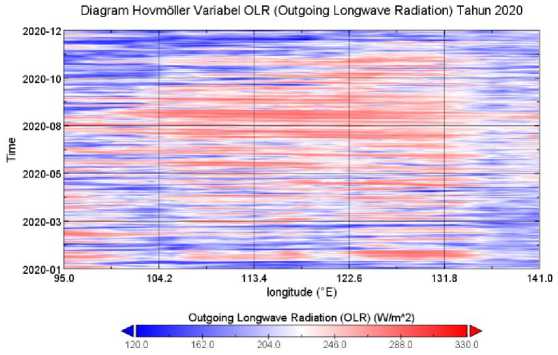 Diagram Hovmöller Variabel OLR (Outgoing Longwave Radiation) Tahun 2020
2020-12
2020-10
2020-08
Time
2020-05
2020-03
2020-01
95.0 104.2 113.4 122.6 131.8 141.0
longitude (°E)
Outgoing Longwave Radiation (OLR) (W/m^2)
120.0 162.0 204.0 246.0 288.0 330.0